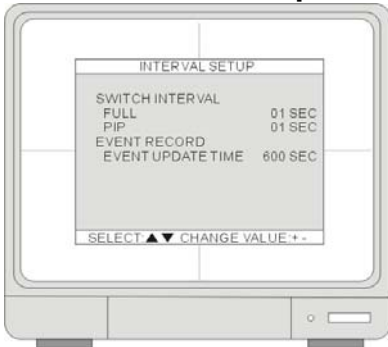 INTERVAL SETUP
SWITCH INTERVAL
FULL 01 SEC
PIP 01 SEC
EVENT RECORD
EVENT UPDATE TIME 600 SEC
SELECT:▲▼ CHANGE VALUE:+ -